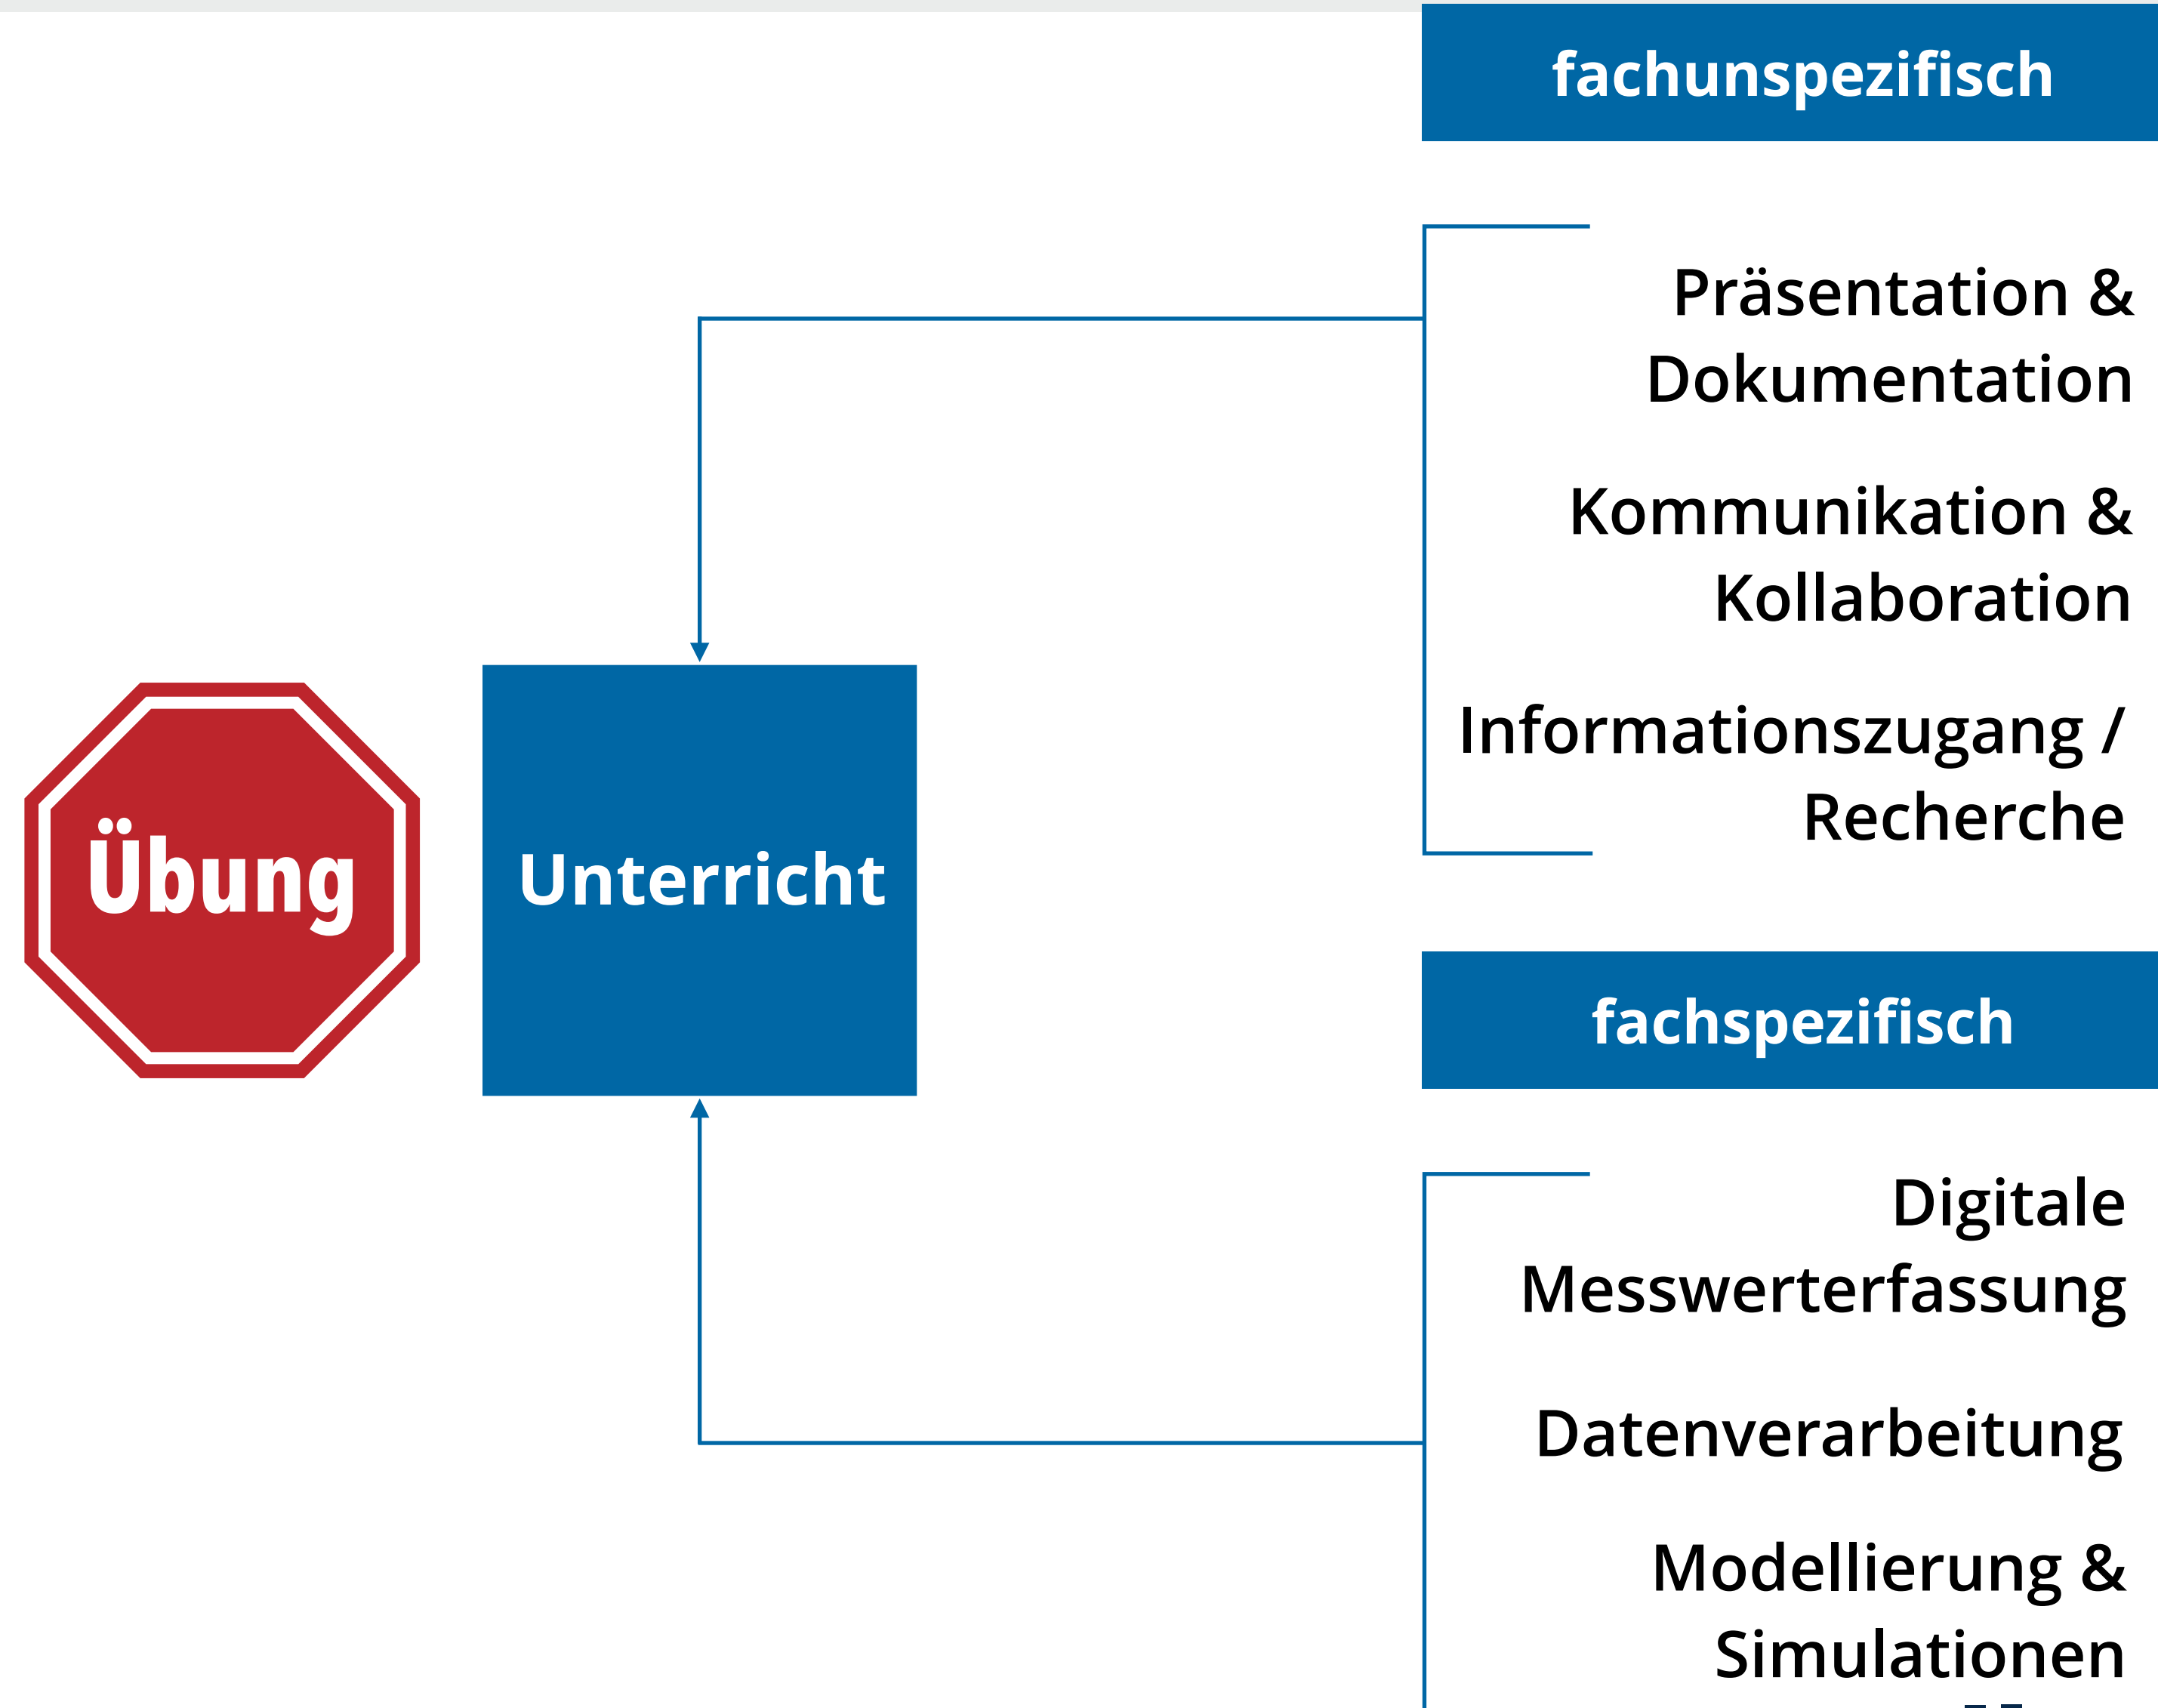 fachunspezifisch
Präsentation &
Dokumentation
Kommunikation &
Kollaboration
Informationszugang /
Recherche
Übung
Unterricht
fachspezifisch
Digitale
Messwerterfassung
Datenverarbeitung
Modellierung &
Simulationen